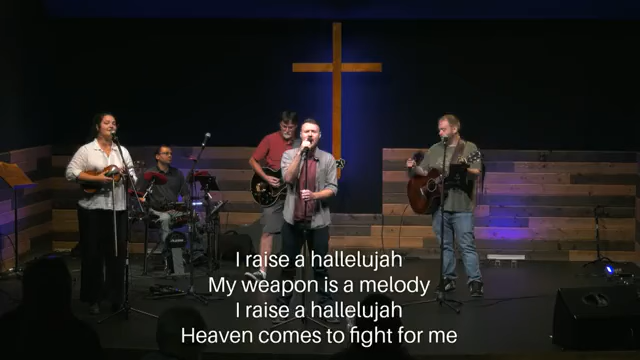 I raise a hallelujah
My weapon is a melody
I raise a hallelujah
Heaven comes to fight for me